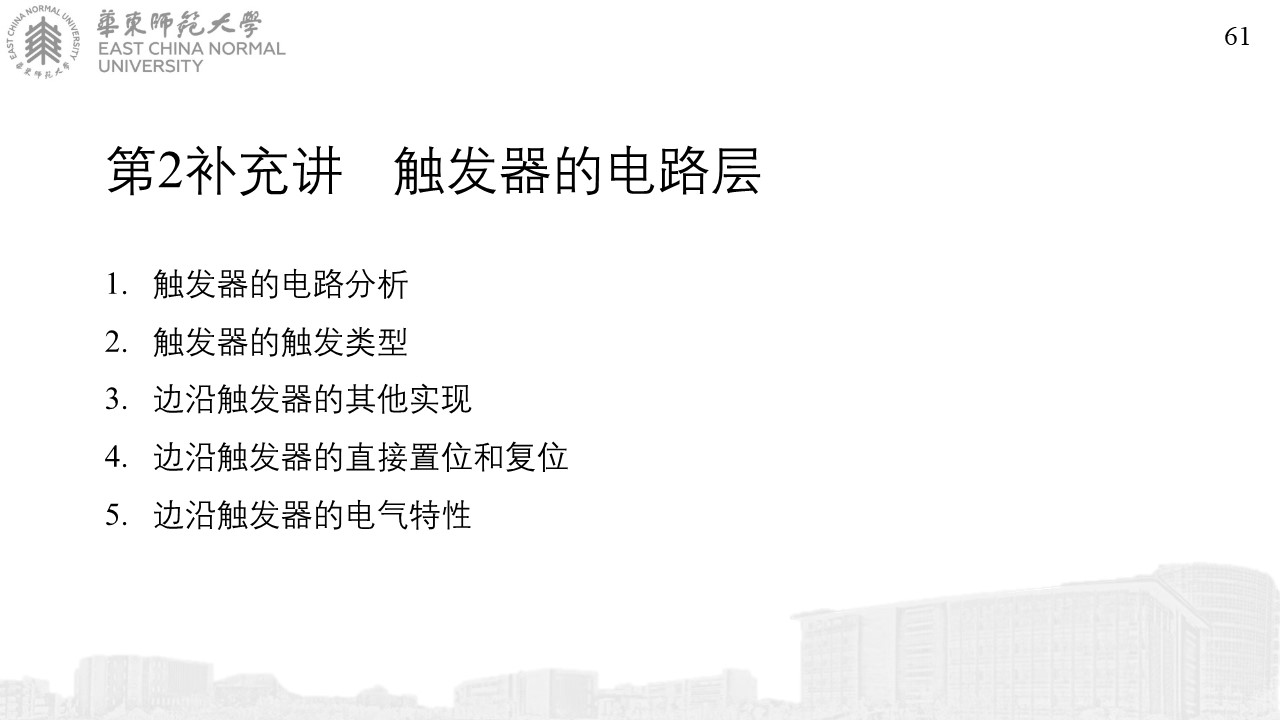 EAST CHINA NORMAL UNIVERSITY
華東師範大學
華東師範大學
EAST CHINA NORMAL
UNIVERSITY
61
第2补充讲 触发器的电路层
1. 触发器的电路分析
2. 触发器的触发类型
3. 边沿触发器的其他实现
4. 边沿触发器的直接置位和复位
5. 边沿触发器的电气特性